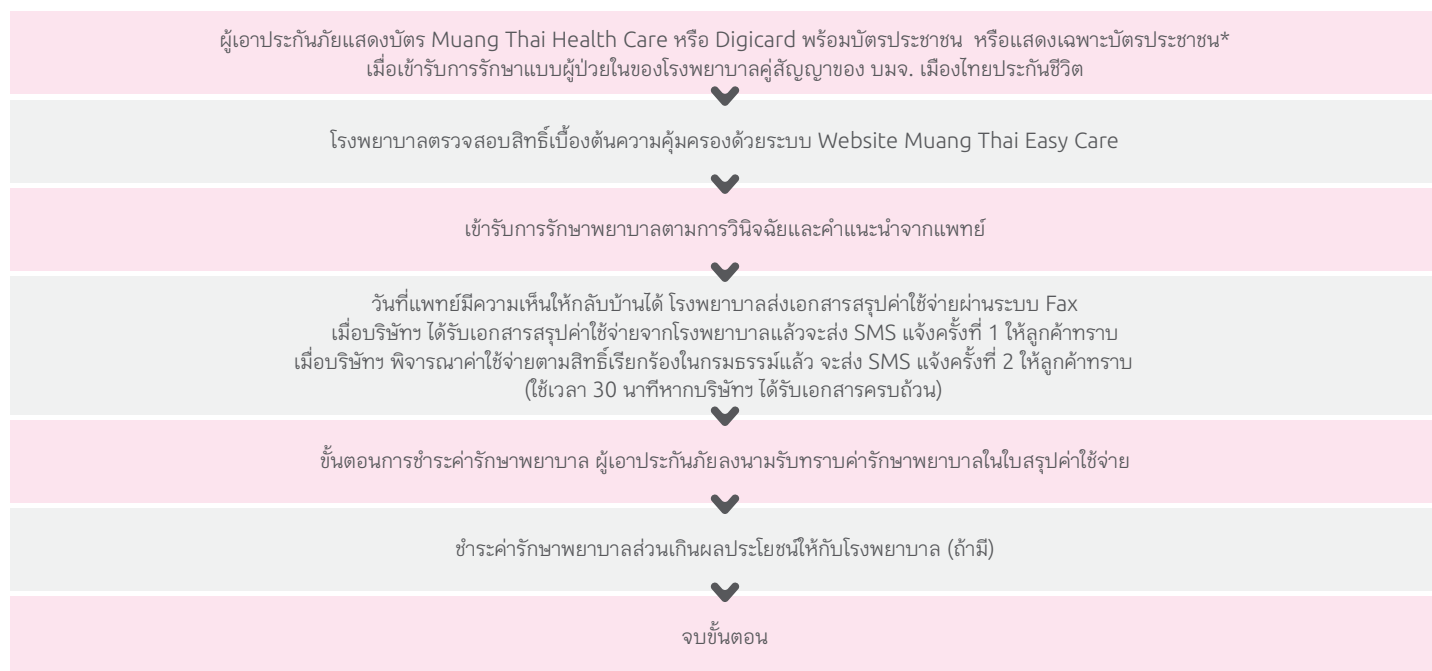 ผู้เอาประกันภัยแสดงบัตร Muang Thai Health Care หรือ Digicard พร้อมบัตรประชาชน หรือแสดงเฉพาะบัตรประชาชน*
เมื่อเข้ารับการรักษาแบบผู้ป่วยในของโรงพยาบาลคู่สัญญาของ บมจ. เมืองไทยประกันชีวิต
โรงพยาบาลตรวจสอบสิทธิ์เบื้องต้นความคุ้มครองด้วยระบบ Website Muang Thai Easy Care
เข้ารับการรักษาพยาบาลตามการวินิจฉัยและคำแนะนำจากแพทย์
วันที่แพทย์มีความเห็นให้กลับบ้านได้ โรงพยาบาลส่งเอกสารสรุปค่าใช้จ่ายผ่านระบบ Fax
เมื่อบริษัทฯ ได้รับเอกสารสรุปค่าใช้จ่ายจากโรงพยาบาลแล้วจะส่ง SMS แจ้งครั้งที่ 1 ให้ลูกค้าทราบ
เมื่อบริษัทฯ พิจารณาค่าใช้จ่ายตามสิทธิ์เรียกร้องในกรมธรรม์แล้ว จะส่ง SMS แจ้งครั้งที่ 2 ให้ลูกค้าทราบ
(ใช้เวลา 30 นาทีหากบริษัทฯ ได้รับเอกสารครบถ้วน)
ขั้นตอนการชำระค่ารักษาพยาบาล ผู้เอาประกันภัยลงนามรับทราบค่ารักษาพยาบาลในใบสรุปค่าใช้จ่าย
ชำระค่ารักษาพยาบาลส่วนเกินผลประโยชน์ให้กับโรงพยาบาล (ถ้ามี)
จบขั้นตอน